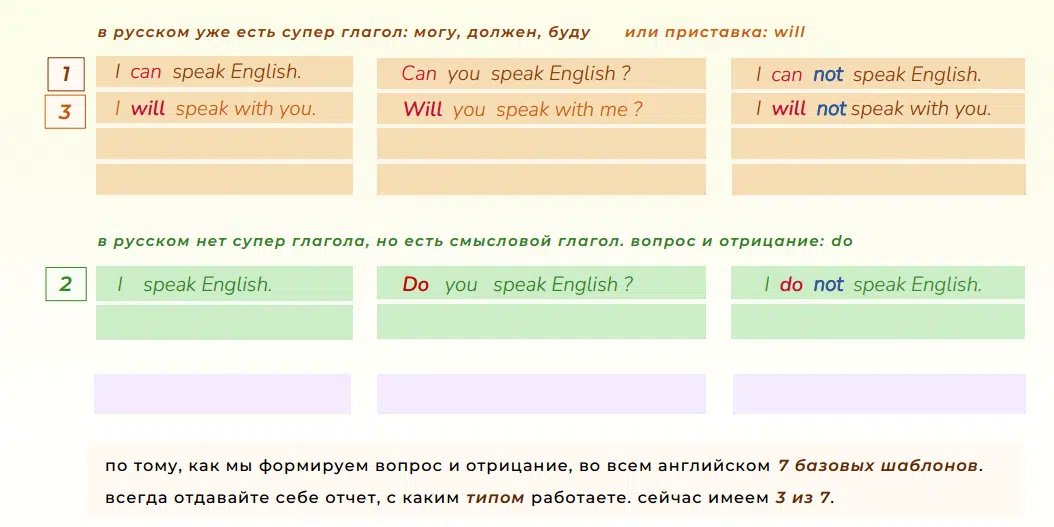 в русском уже есть супер глагол: могу, должен, буду или приставка: will
1 I can speak English. Can you speak English ? I can not speak English.
3 I will speak with you. Will you speak with me ? I will not speak with you.
в русском нет супер глагола, но есть смысловой глагол. вопрос и отрицание: do
2 I speak English. Do you speak English ? I do not speak English.
по тому, как мы формируем вопрос и отрицание, во всем английском 7 базовых шаблонов.
всегда отдавайте себе отчет, с каким типом работаете. сейчас имеем 3 из 7.